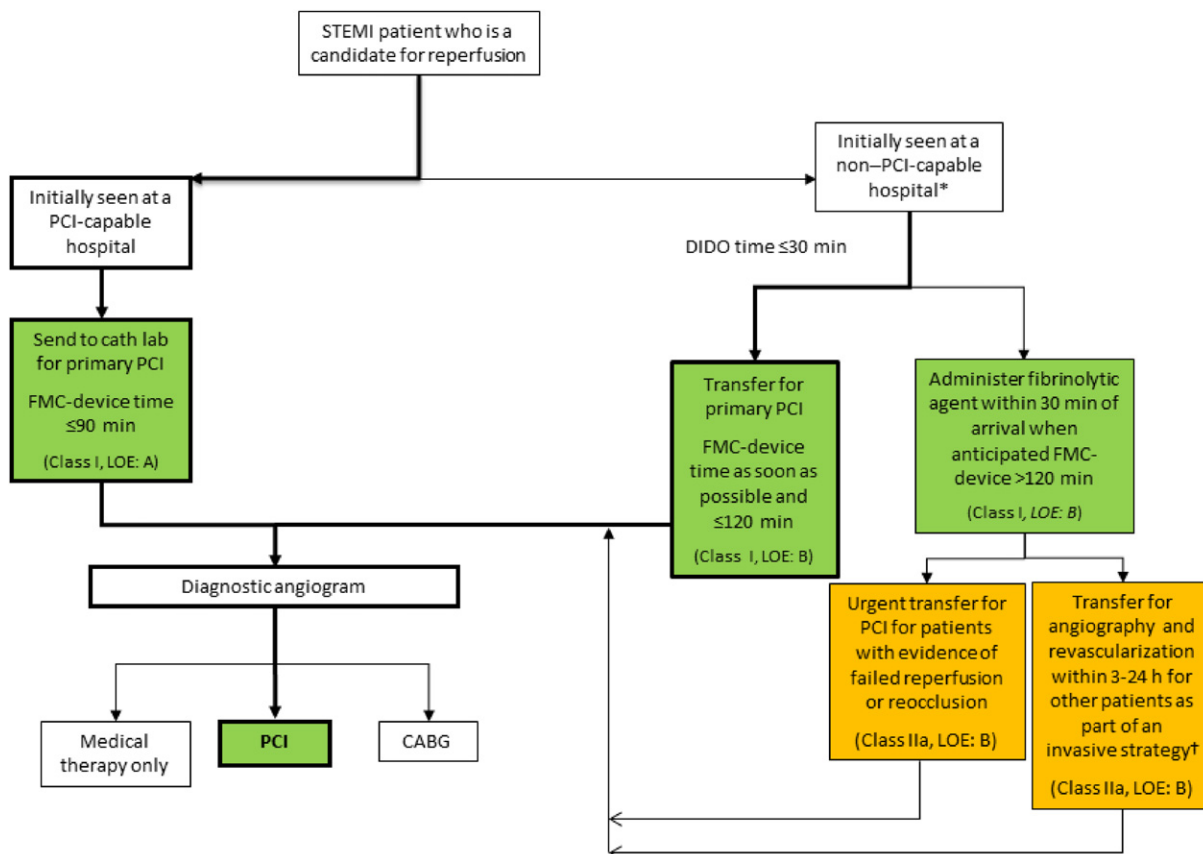 STEMI patient who is a
candidate for reperfusion
Initially seen at a
non–PCI-capable
hospital*
Initially seen at a
PCI-capable
hospital
DIDO time ≤30 min
Send to cath lab
for primary PCI
FMC-device time
≤90 min
(Class I, LOE: A)
Transfer for
primary PCI
FMC-device
time as soon as
possible and
≤120 min
(Class I, LOE: B)
Administer fibrinolytic
agent within 30 min of
arrival when
anticipated FMC-
device >120 min
(Class I, LOE: B)
Diagnostic angiogram
Urgent transfer for
PCI for patients
with evidence of
failed reperfusion
or reocclusion
(Class IIa, LOE: B)
Transfer for
angiography and
revascularization
within 3-24 h for
other patients as
part of an
invasive strategy†
(Class IIa, LOE: B)
Medical
therapy only
PCI
CABG